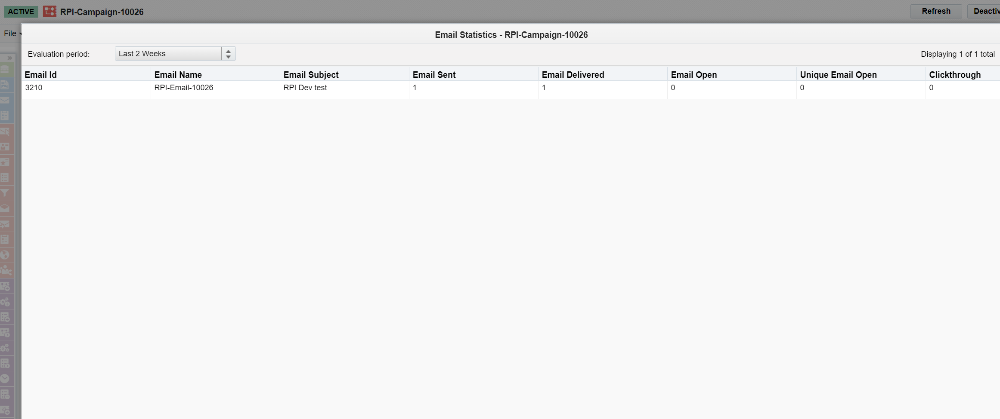 ACTIVE RPI-Campaign-10026 Refresh Deactiv
File
Email Statistics - RPI-Campaign-10026
Evaluation period: Last 2 Weeks Displaying 1 of 1 total
Email Id Email Name Email Subject Email Sent Email Delivered Email Open Unique Email Open Clickthrough
3210 RPI-Email-10026 RPI Dev test 1 1 0 0 0